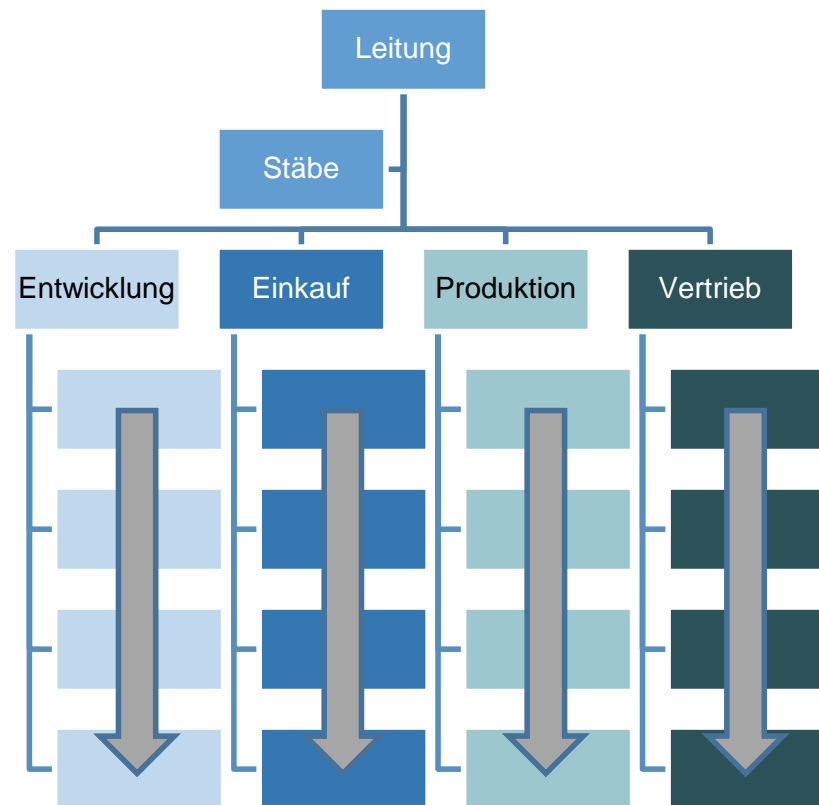 Leitung
Stäbe
Entwicklung
Einkauf
Produktion
Vertrieb